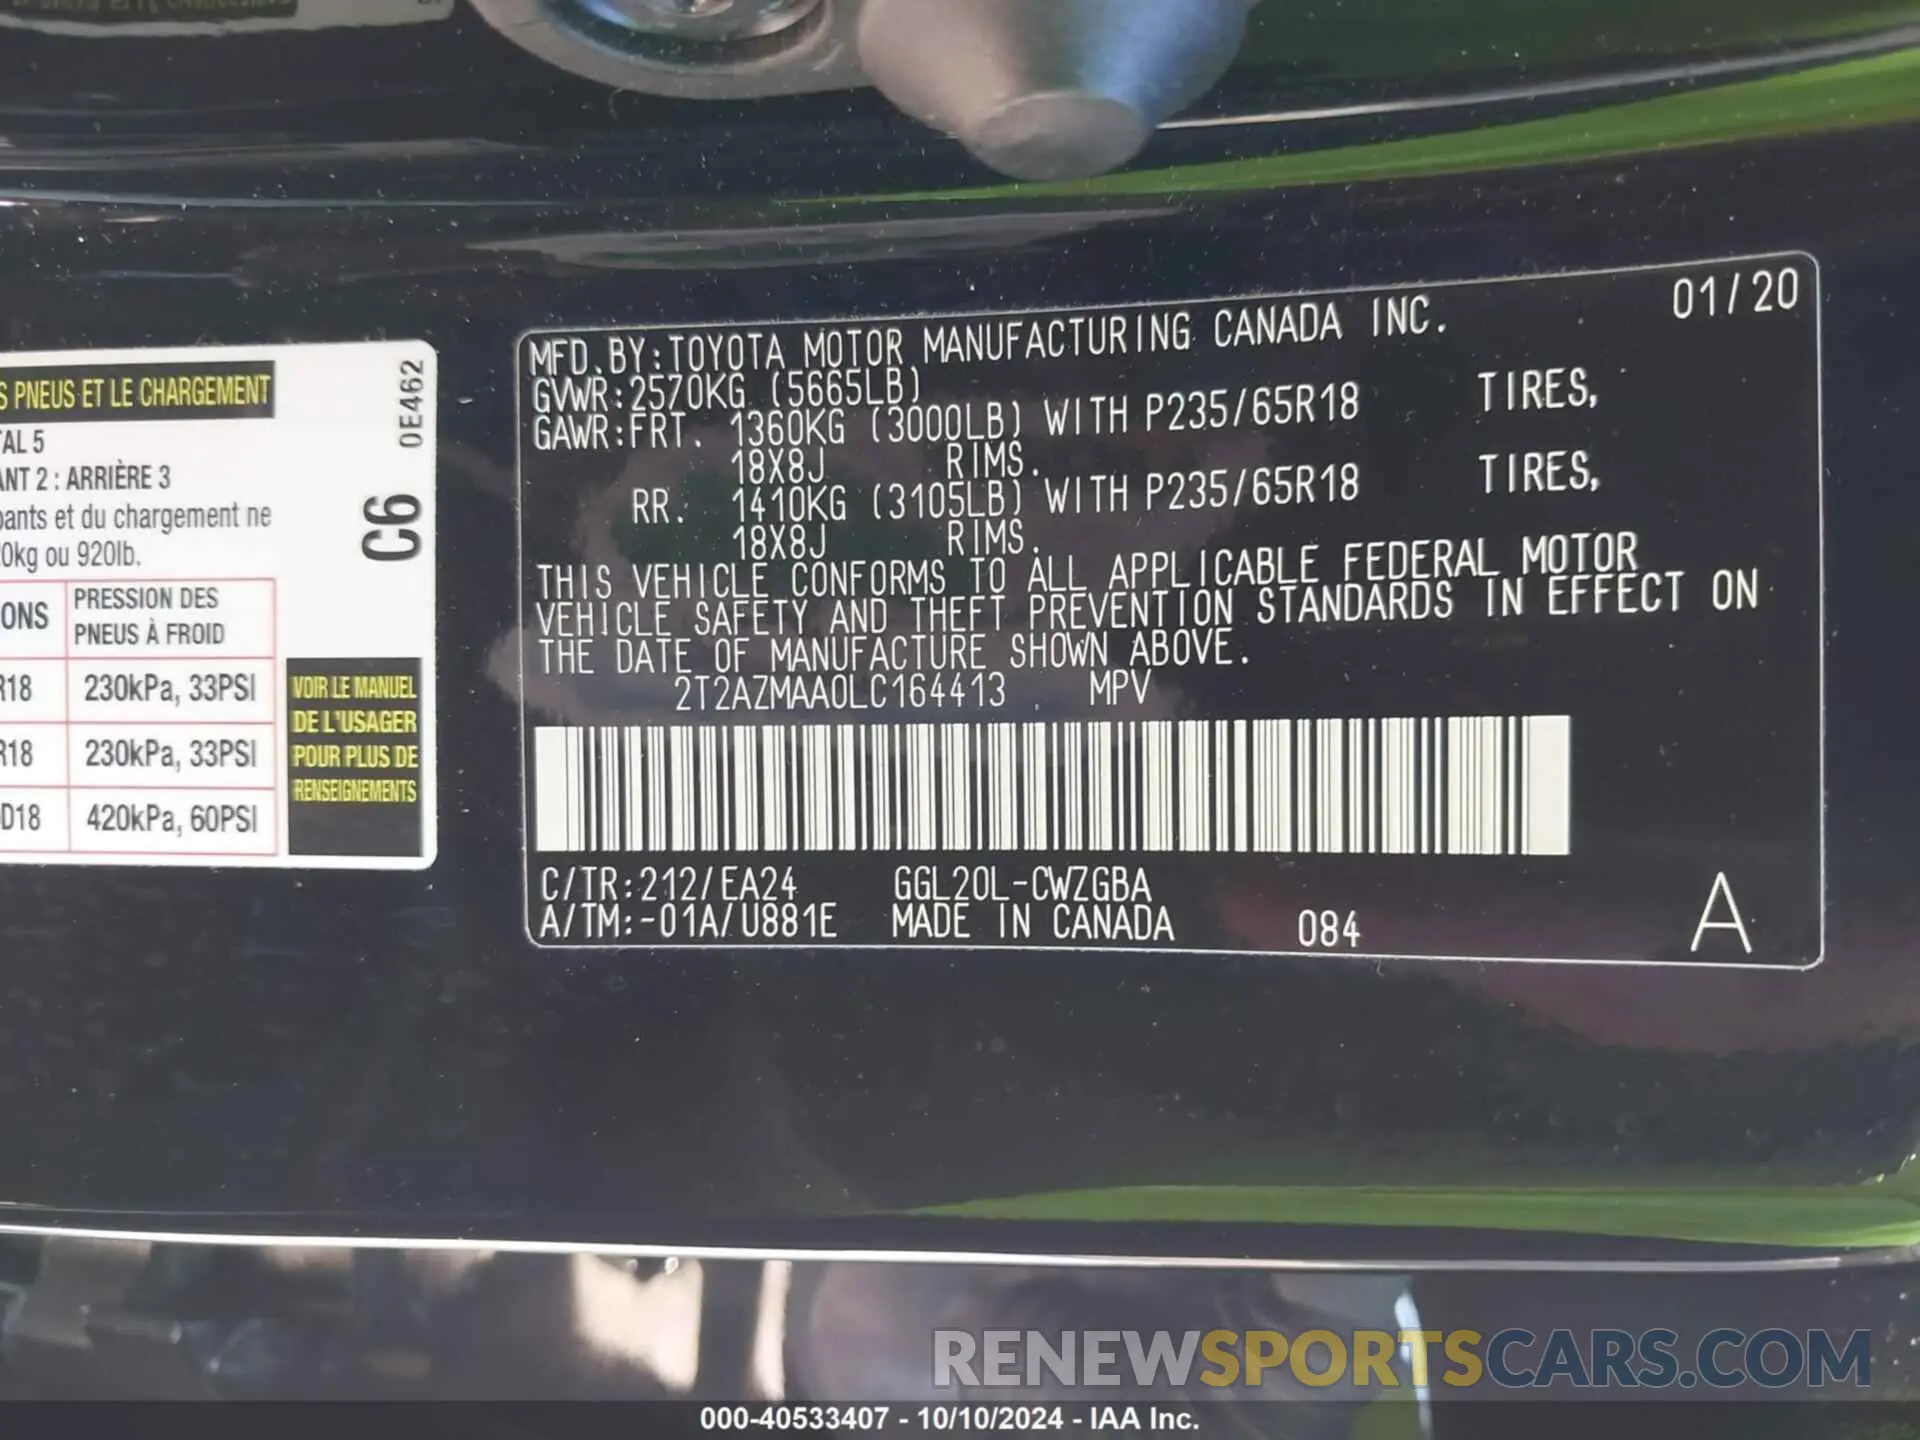 S PNEUS ET LE CHARGEMENT
TAL 5
ANT 2 : ARRIÈRE 3
pants et du chargement ne
0kg ou 920lb.
ONS
PRESSION DES
PNEUS À FROID
R18
230kPa, 33PSI
R18
230kPa, 33PSI
D18
420kPa, 60PSI
0E462
C6
VOIR LE MANUEL
DE L'USAGER
POUR PLUS DE
RENSEIGNEMENTS
MFD.BY:TOYOTA MOTOR MANUFACTURING CANADA INC. 01/20
GVWR:2570KG (5665LB)
GAWR:FRT. 1360KG (3000LB) WITH P235/65R18 TIRES,
18X8J RIMS.
RR. 1410KG (3105LB) WITH P235/65R18 TIRES,
18X8J RIMS.
THIS VEHICLE CONFORMS TO ALL APPLICABLE FEDERAL MOTOR
VEHICLE SAFETY AND THEFT PREVENTION STANDARDS IN EFFECT ON
THE DATE OF MANUFACTURE SHOWN ABOVE.
2T2AZMAA0LC164413 MPV
C/TR:212/EA24 GGL20L-CWZGBA
A/TM:-01A/U881E MADE IN CANADA 084 A
RENEWSPORTSCARS.COM
000-40533407 - 10/10/2024 - IAA Inc.